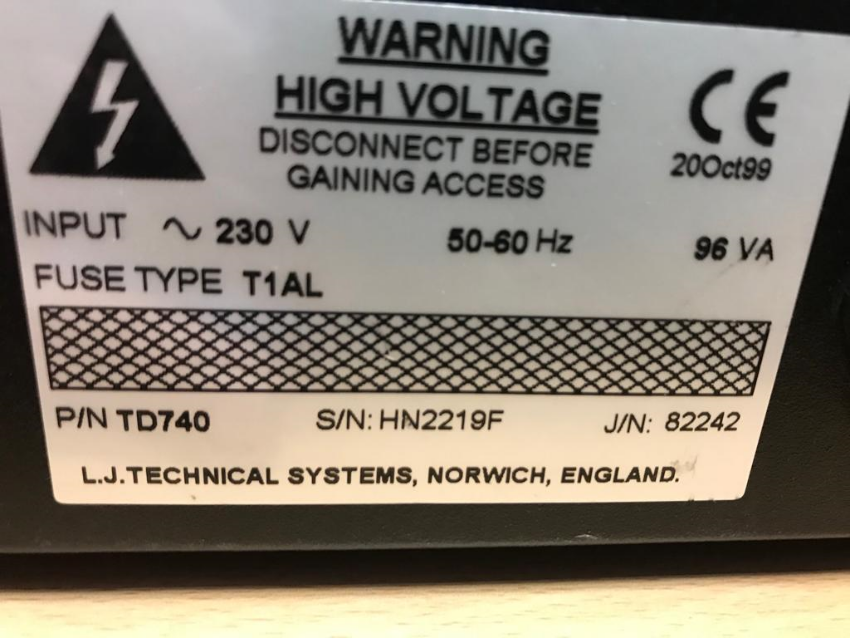 WARNING
HIGH VOLTAGE
DISCONNECT BEFORE
GAINING ACCESS
CE
20Oct99
INPUT ~ 230 V 50-60 Hz 96 VA
FUSE TYPE T1AL
P/N TD740 S/N: HN2219F J/N: 82242
L.J.TECHNICAL SYSTEMS, NORWICH, ENGLAND.